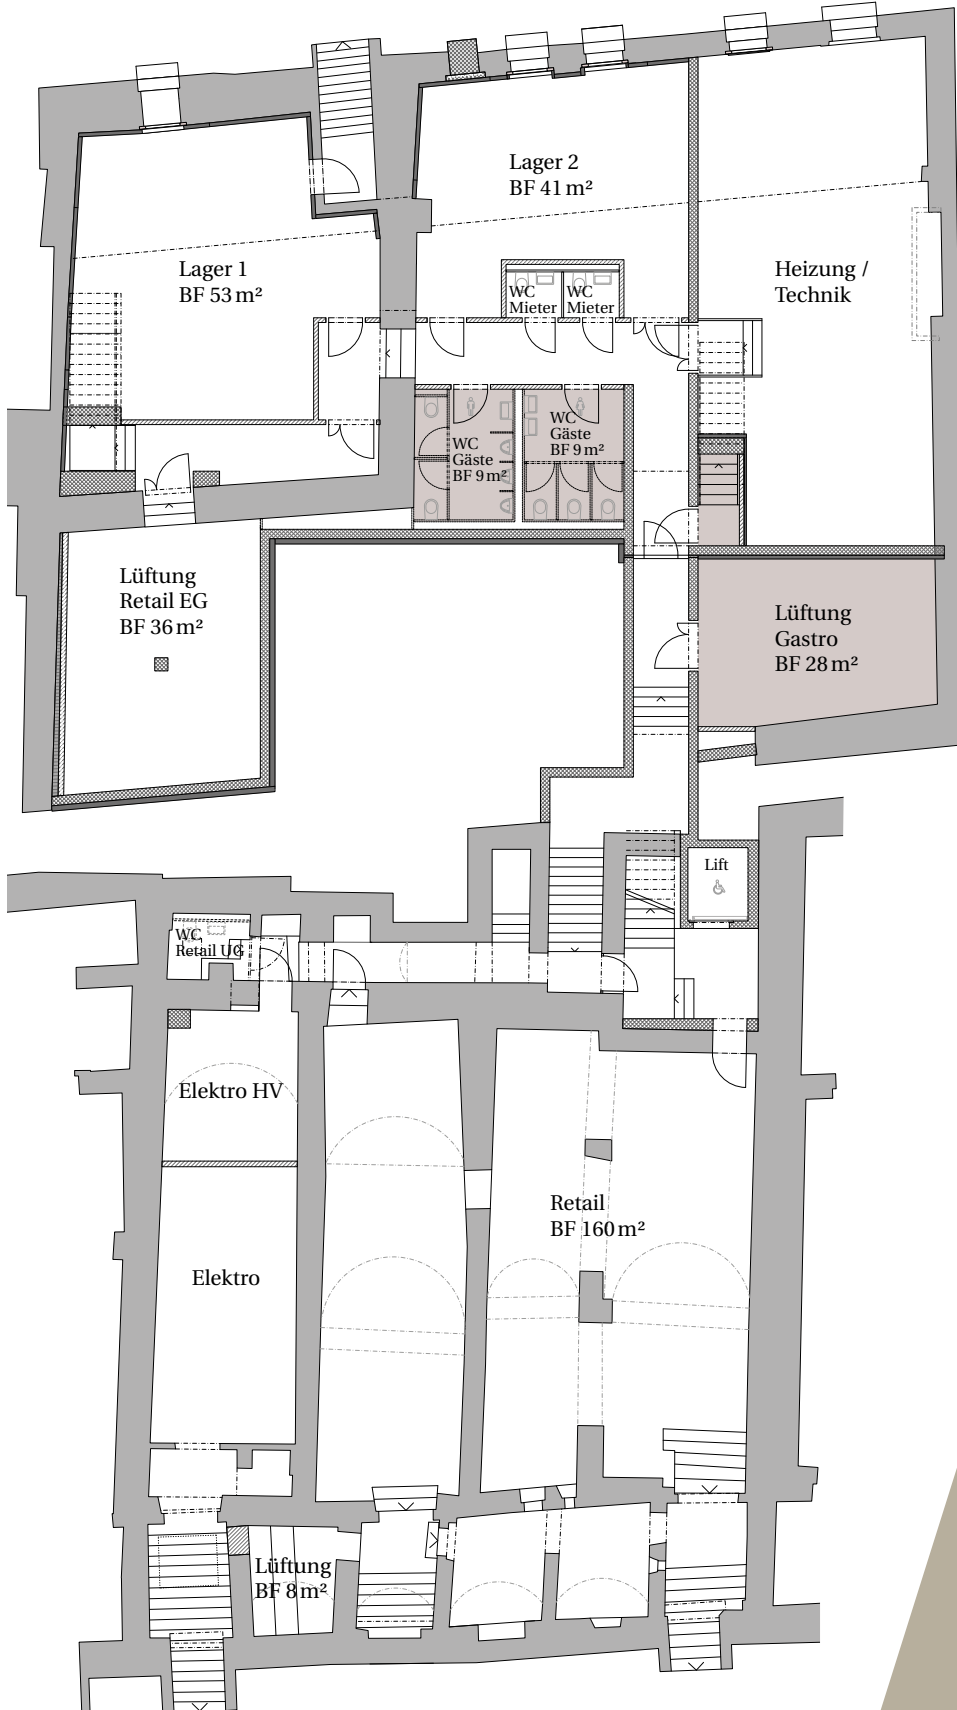 Lager 2
BF 41 m²
Lager 1
BF 53 m²
Heizung /
Technik
WC
Mieter
WC
Mieter
WC
Gäste
BF 9 m²
WC
Gäste
BF 9 m²
Lüftung
Retail EG
BF 36 m²
Lüftung
Gastro
BF 28 m²
Lift
WC
Retail UG
Elektro HV
Retail
BF 160 m²
Elektro
Lüftung
BF 8 m²